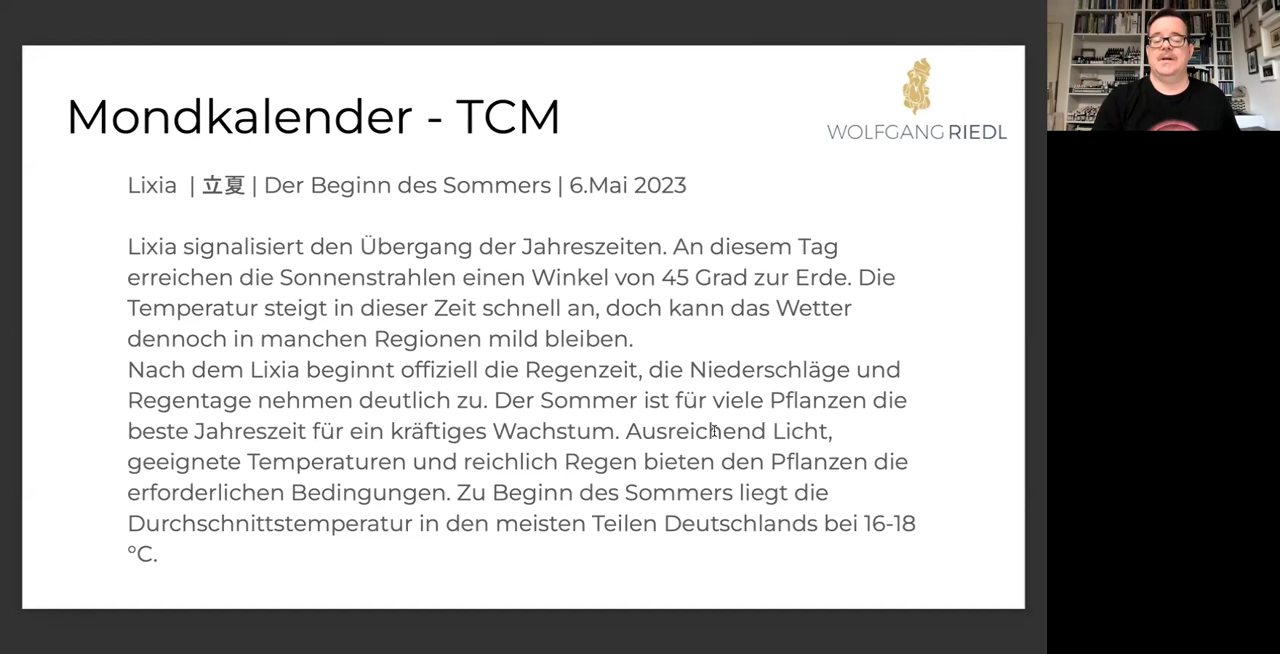 Mondkalender - TCM
WOLFGANG RIEDL
Lixia | 立夏 | Der Beginn des Sommers | 6.Mai 2023
Lixia signalisiert den Übergang der Jahreszeiten. An diesem Tag
erreichen die Sonnenstrahlen einen Winkel von 45 Grad zur Erde. Die
Temperatur steigt in dieser Zeit schnell an, doch kann das Wetter
dennoch in manchen Regionen mild bleiben.
Nach dem Lixia beginnt offiziell die Regenzeit, die Niederschläge und
Regentage nehmen deutlich zu. Der Sommer ist für viele Pflanzen die
beste Jahreszeit für ein kräftiges Wachstum. Ausreichend Licht,
geeignete Temperaturen und reichlich Regen bieten den Pflanzen die
erforderlichen Bedingungen. Zu Beginn des Sommers liegt die
Durchschnittstemperatur in den meisten Teilen Deutschlands bei 16-18
°C.